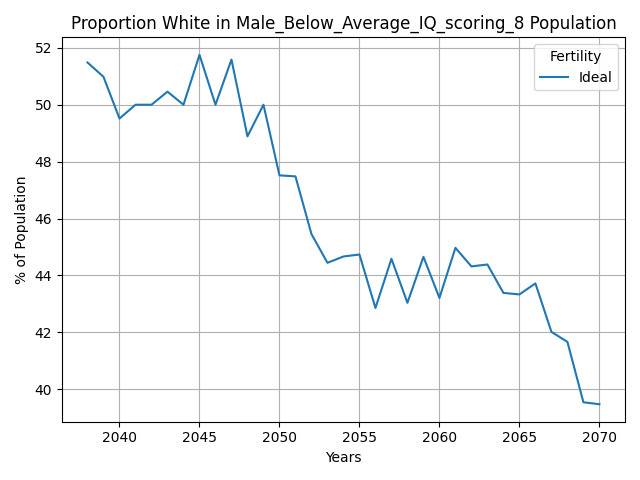 Proportion White in Male_Below_Average_IQ_scoring_8 Population
Fertility
Ideal
52
50
48
46
44
42
40
% of Population
2040
2045
2050
2055
2060
2065
2070
Years